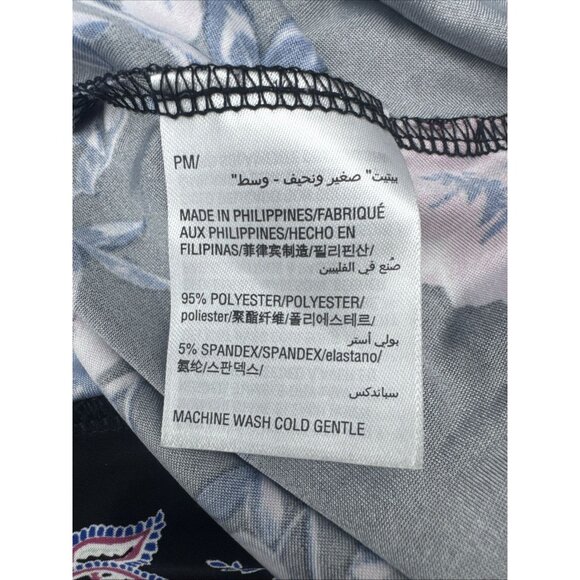 PM/
بيتيت" صغير ونحيف - وسط"
MADE IN PHILIPPINES/FABRIQUÉ
AUX PHILIPPINES/HECHO EN
FILIPINAS/菲律宾制造/필리핀산/
صُنع في الفلبين
95% POLYESTER/POLYESTER/
poliester/聚酯纤维/폴리에스테르/
بولي أستر
5% SPANDEX/SPANDEX/elastano/
氨纶/스판덱스/
سباندكس
MACHINE WASH COLD GENTLE